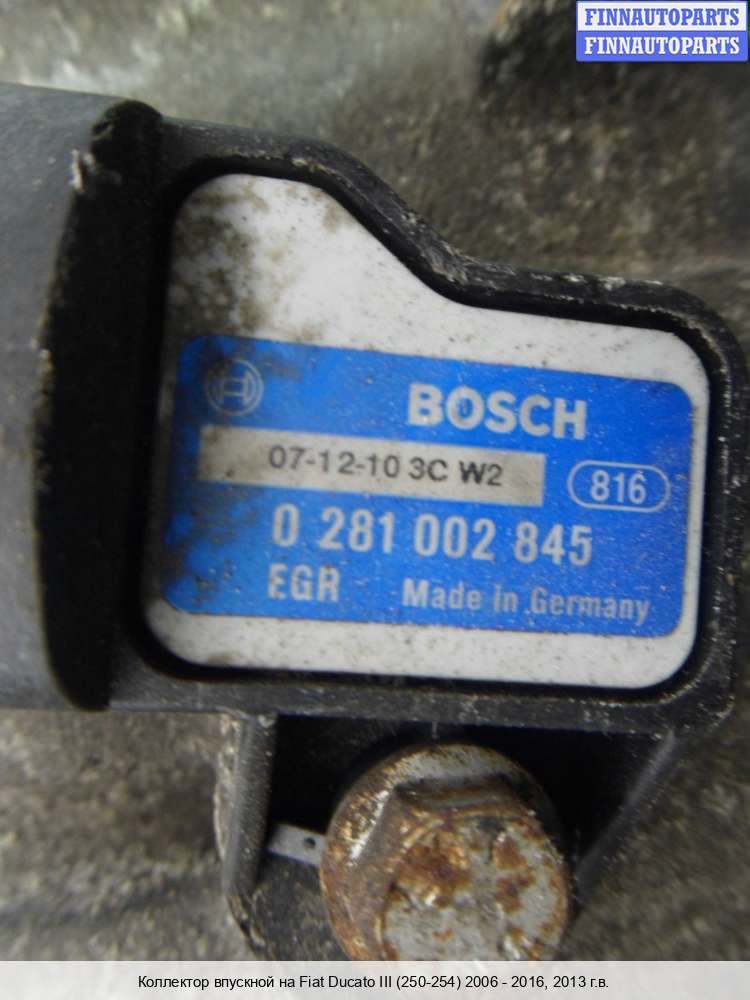 FINNAUTOPARTS
FINNAUTOPARTS
BOSCH
07-12-10 3C W2
816
0 281 002 845
EGR Made in Germany
Коллектор впускной на Fiat Ducato III (250-254) 2006 - 2016, 2013 г.в.